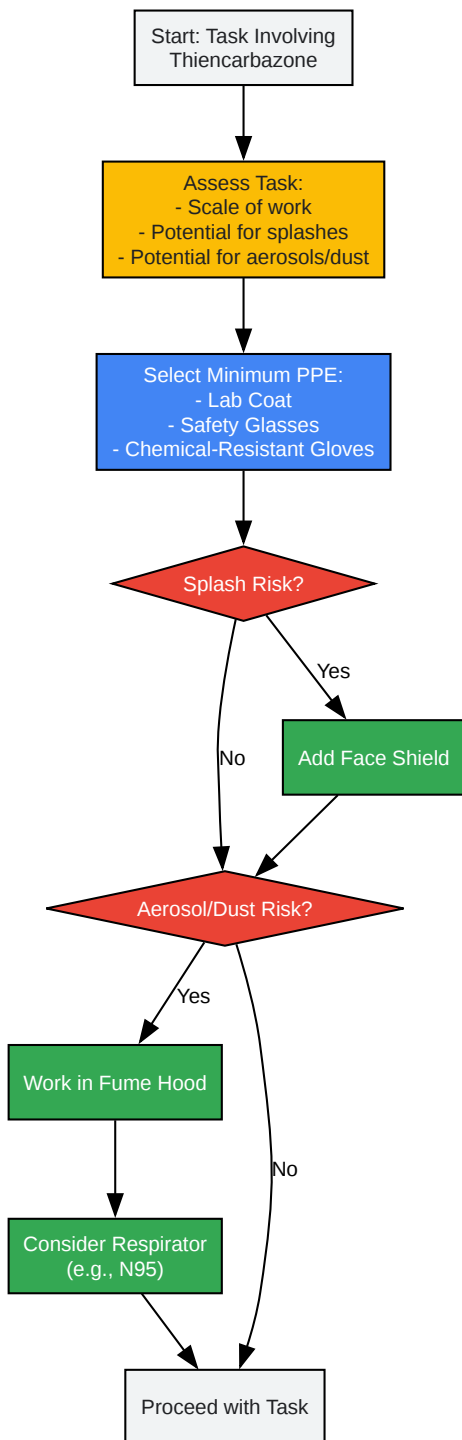 Start: Task Involving
Thiencarbazone
Assess Task:
- Scale of work
- Potential for splashes
- Potential for aerosols/dust
Select Minimum PPE:
- Lab Coat
- Safety Glasses
- Chemical-Resistant Gloves
Splash Risk?
Yes
No
Add Face Shield
Aerosol/Dust Risk?
Yes
Work in Fume Hood
No
Consider Respirator
(e.g., N95)
Proceed with Task